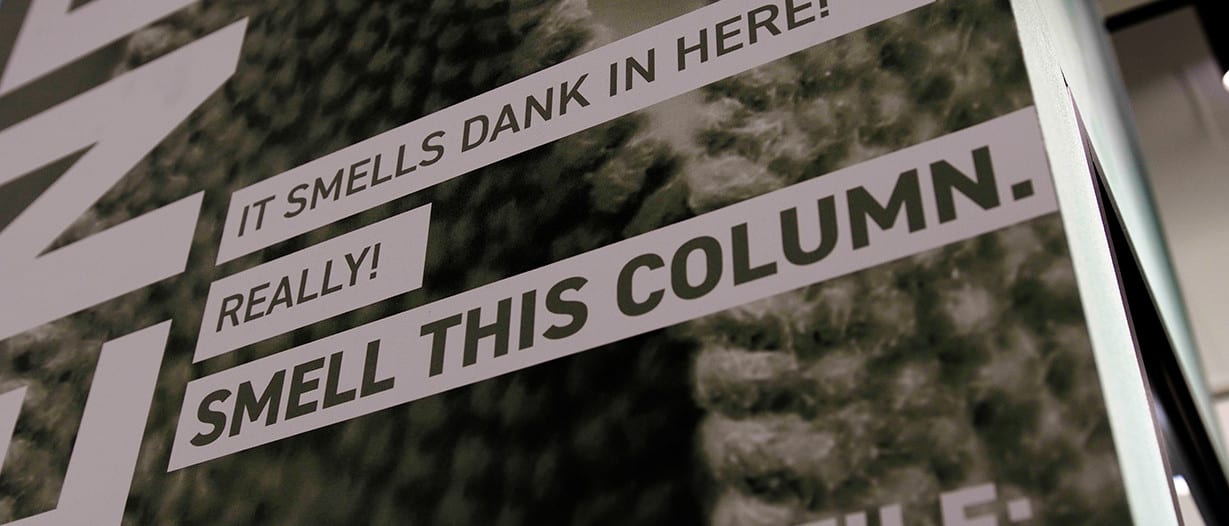 IT SMELLS DANK IN HERE!
REALLY!
SMELL THIS COLUMN.